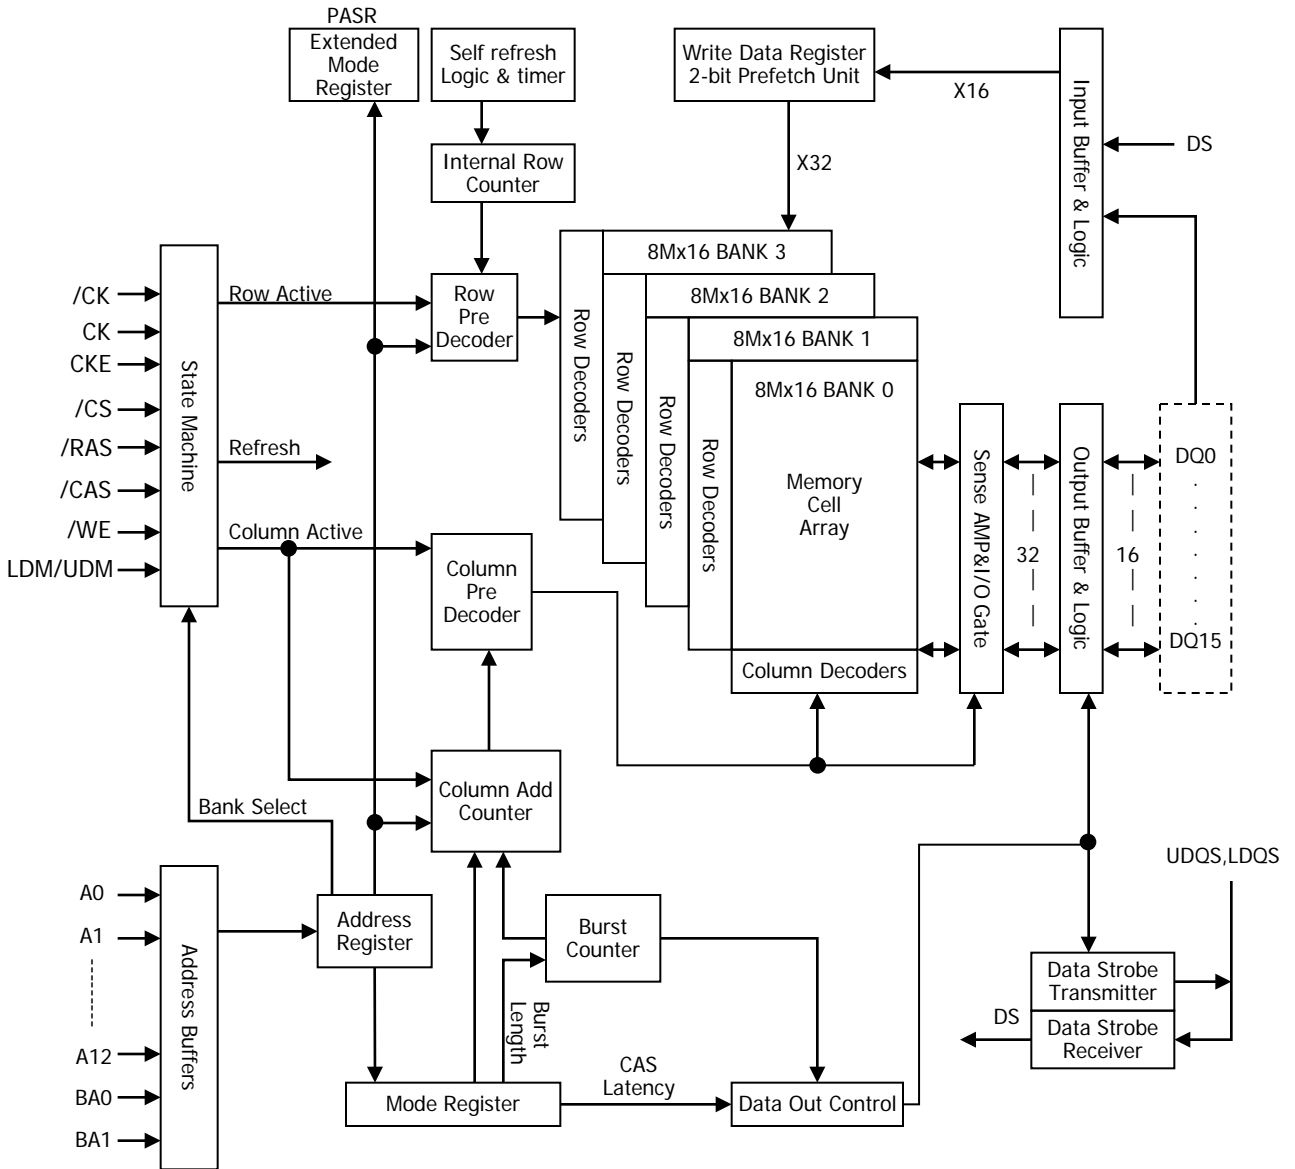 PASR
Extended
Mode
Register
Self refresh
Logic & timer
Write Data Register
2-bit Prefetch Unit
X16
Input Buffer & Logic
DS
Internal Row
Counter
X32
8Mx16 BANK 3
8Mx16 BANK 2
8Mx16 BANK 1
8Mx16 BANK 0
Row Decoders
Row Decoders
Row Decoders
Row Decoders
Memory
Cell
Array
Column Decoders
/CK
CK
CKE
/CS
/RAS
/CAS
/WE
LDM/UDM
State Machine
Row Active
Refresh
Column Active
Row
Pre
Decoder
Column
Pre
Decoder
Sense AMP&I/O Gate
32
Output Buffer & Logic
16
DQ0
DQ15
Bank Select
Column Add
Counter
A0
A1
A12
BA0
BA1
Address Buffers
Address
Register
Burst
Counter
Burst
Length
Mode Register
CAS
Latency
Data Out Control
UDQS,LDQS
Data Strobe
Transmitter
Data Strobe
Receiver
DS